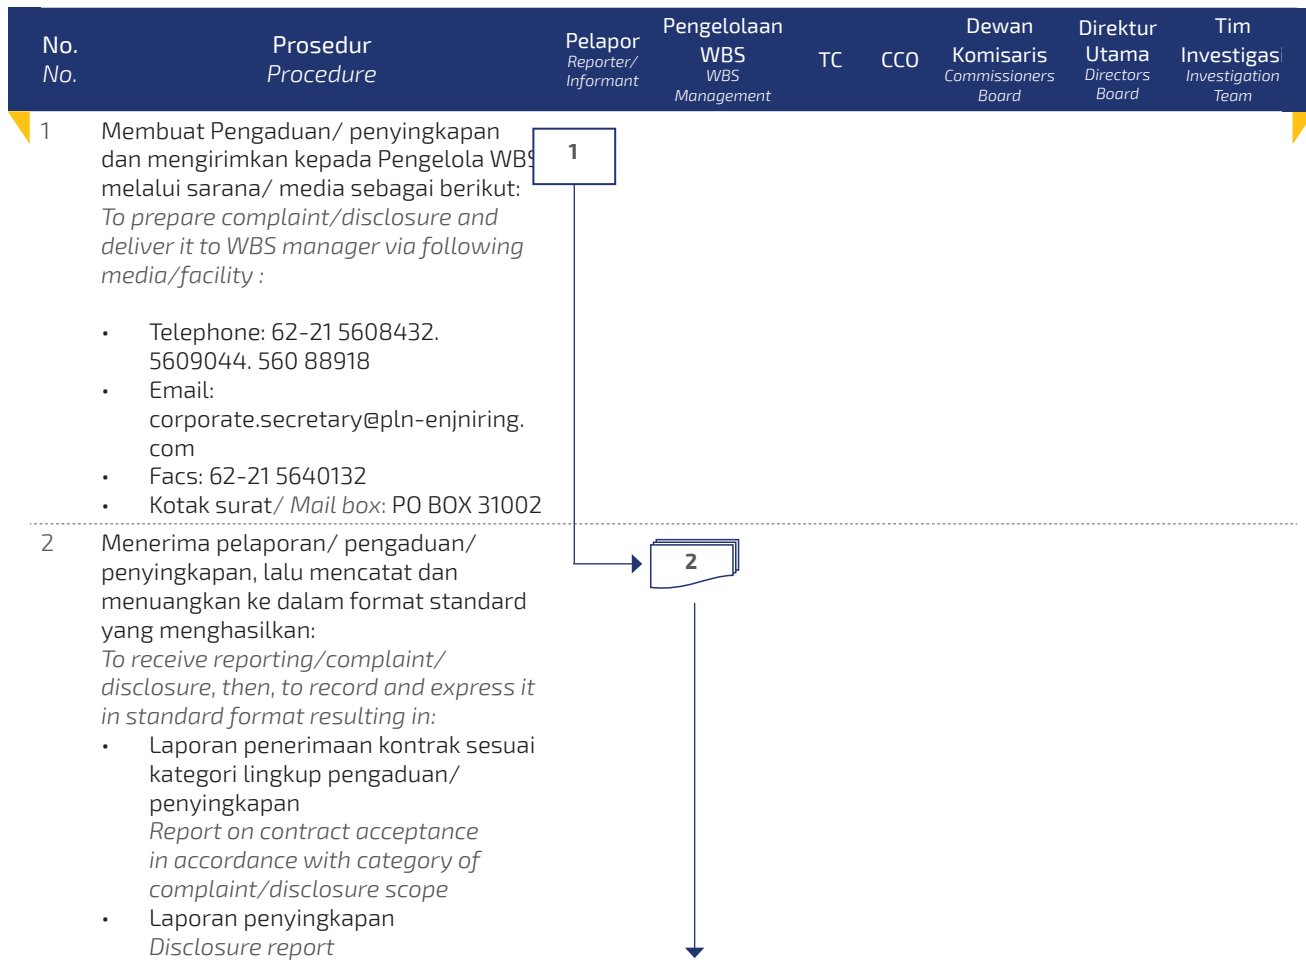 No.
No.
Prosedur
Procedure
Pelapor
Reporter/
Informant
Pengelolaan
WBS
WBS
Management
TC
CCO
Dewan
Komisaris
Commissioners
Board
Direktur
Utama
Directors
Board
Tim
Investigasi
Investigation
Team
1
Membuat Pengaduan/ penyingkapan
dan mengirimkan kepada Pengelola WBS
melalui sarana/ media sebagai berikut:
To prepare complaint/disclosure and
deliver it to WBS manager via following
media/facility :
• Telephone: 62-21 5608432.
5609044. 560 88918
• Email:
corporate.secretary@pln-enjniring.
com
• Facs: 62-21 5640132
• Kotak surat/ Mail box: PO BOX 31002
1
2
Menerima pelaporan/ pengaduan/
penyingkapan, lalu mencatat dan
menuangkan ke dalam format standard
yang menghasilkan:
To receive reporting/complaint/
disclosure, then, to record and express it
in standard format resulting in:
• Laporan penerimaan kontrak sesuai
kategori lingkup pengaduan/
penyingkapan
Report on contract acceptance
in accordance with category of
complaint/disclosure scope
• Laporan penyingkapan
Disclosure report
2